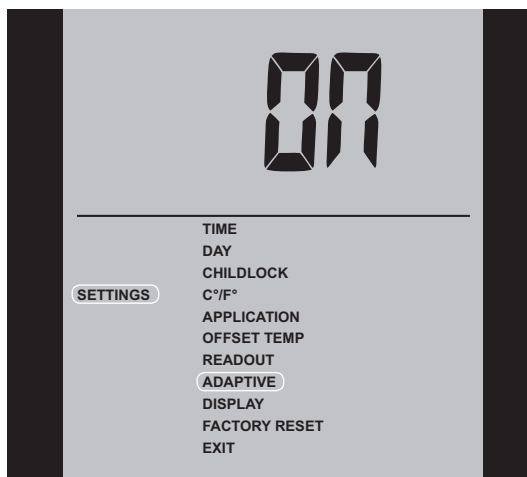 ON
TIME
DAY
CHILDLOCK
SETTINGS
C°/F°
APPLICATION
OFFSET TEMP
READOUT
ADAPTIVE
DISPLAY
FACTORY RESET
EXIT